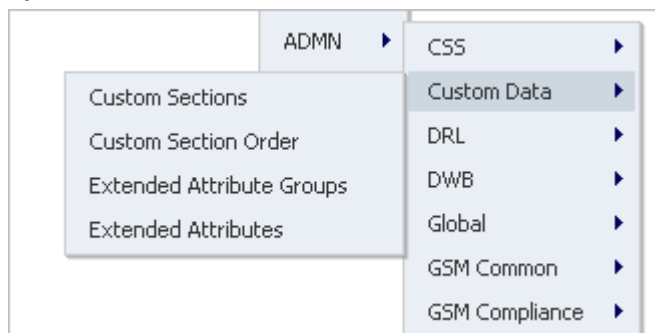 ADMN
CSS
Custom Data
DRL
DWB
Global
GSM Common
GSM Compliance
Custom Sections
Custom Section Order
Extended Attribute Groups
Extended Attributes